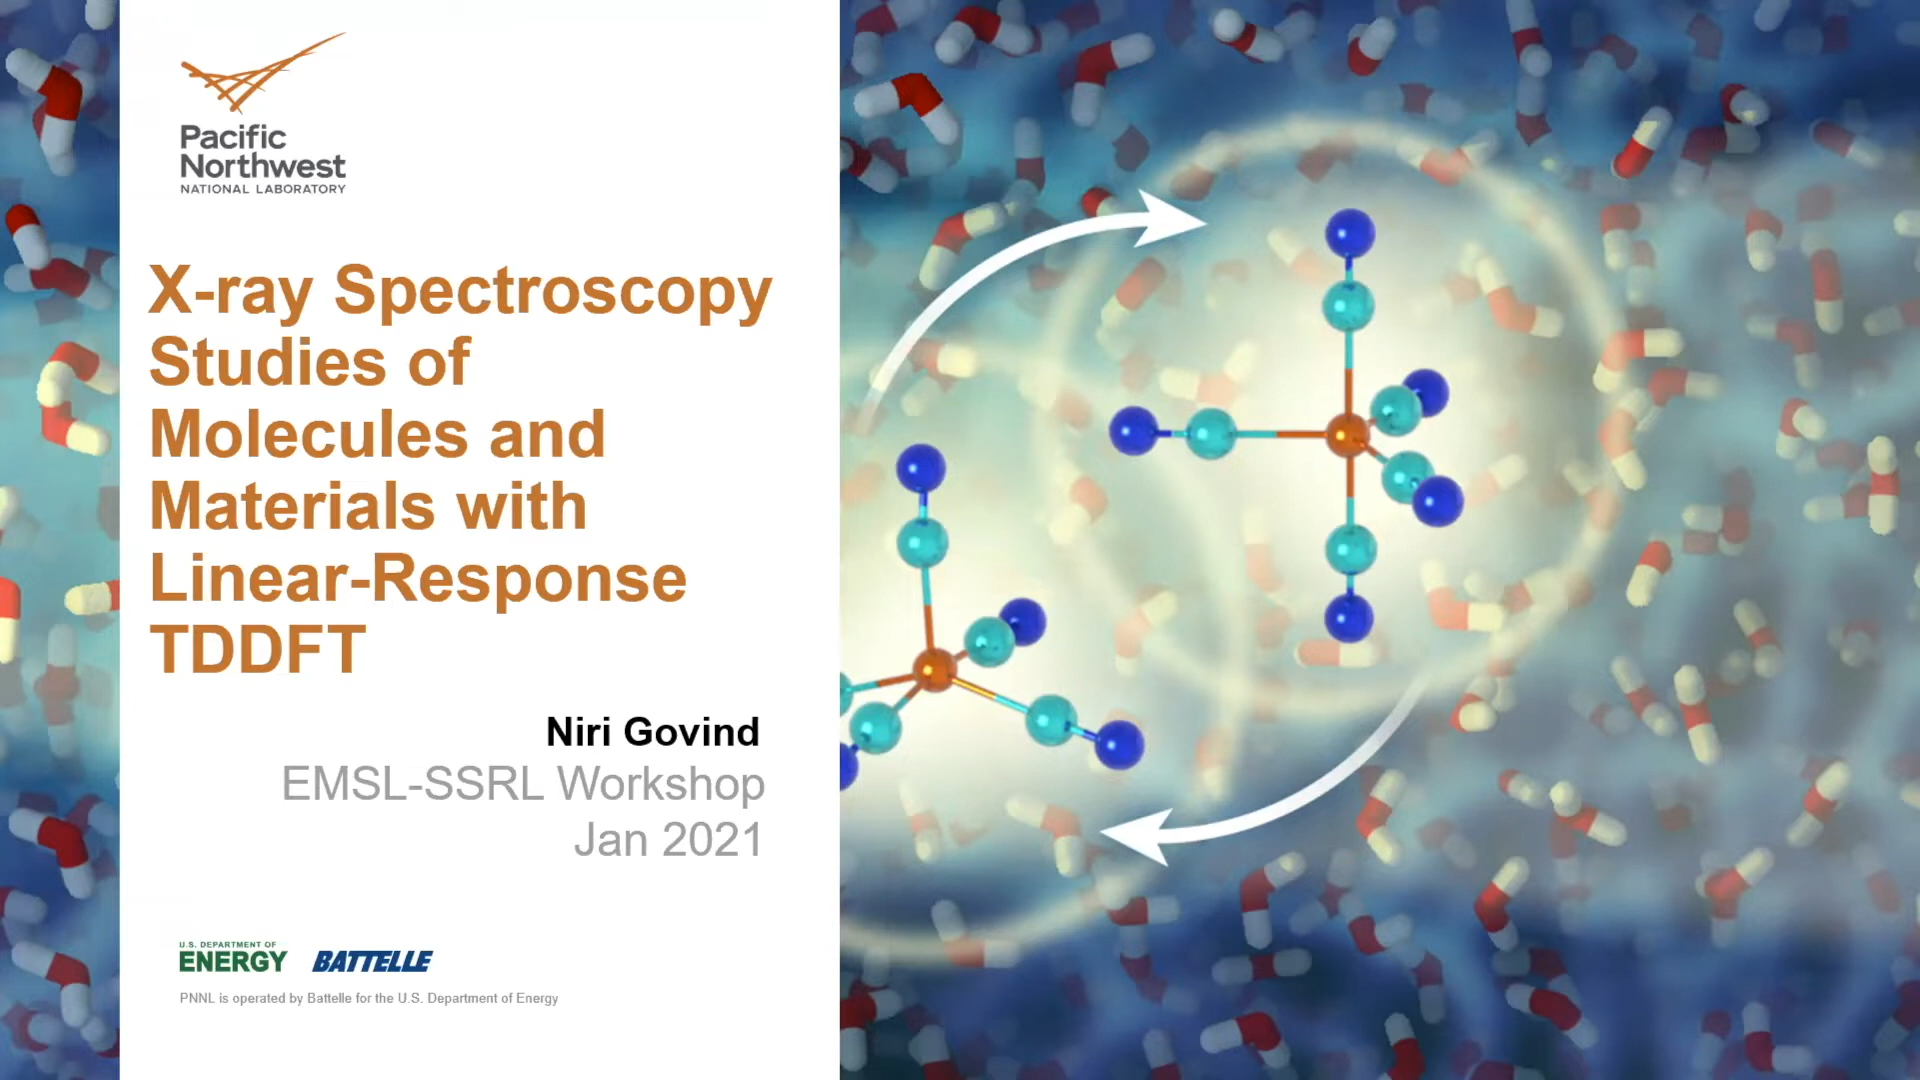 Pacific
Northwest
NATIONAL LABORATORY
X-ray Spectroscopy
Studies of
Molecules and
Materials with
Linear-Response
TDDFT
Niri Govind
EMSL-SSRL Workshop
Jan 2021
U.S. DEPARTMENT OF
ENERGY
BATTELLE
PNNL is operated by Battelle for the U.S. Department of Energy